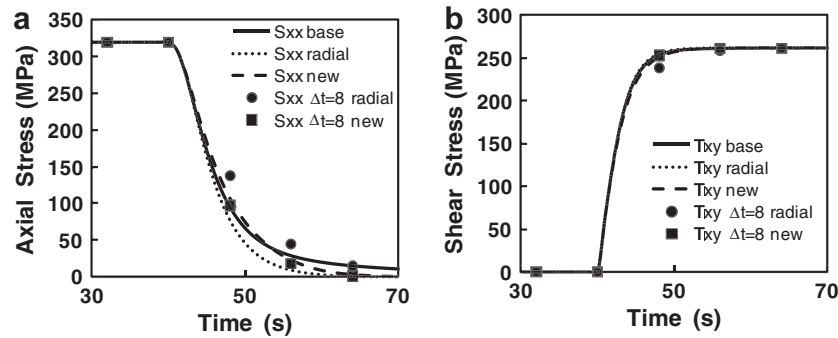 a
350
300
250
200
150
100
50
0
Axial Stress (MPa)
Sxx base
Sxx radial
Sxx new
Sxx Δt=8 radial
Sxx Δt=8 new
30 50 70
Time (s)
b
300
250
200
150
100
50
0
Shear Stress (MPa)
Txy base
Txy radial
Txy new
Txy Δt=8 radial
Txy Δt=8 new
30 50 70
Time (s)